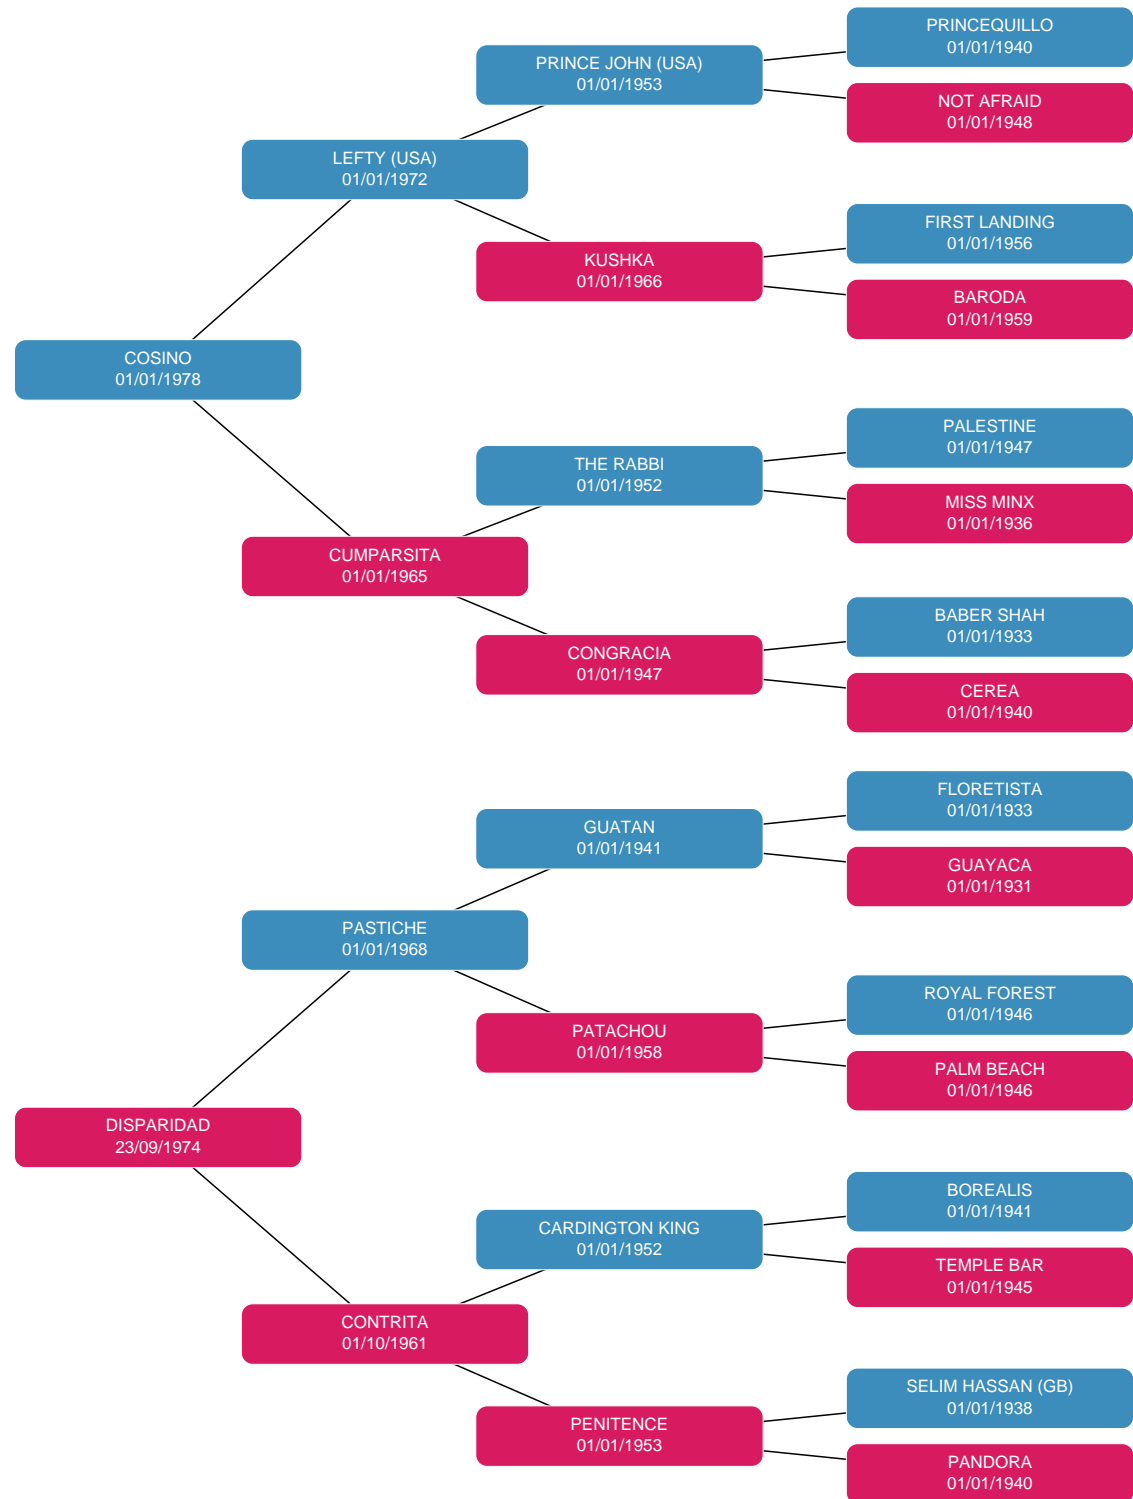 PRINCEQUILLO
01/01/1940
PRINCE JOHN (USA)
01/01/1953
NOT AFRAID
01/01/1948
LEFTY (USA)
01/01/1972
FIRST LANDING
01/01/1956
KUSHKA
01/01/1966
BARODA
01/01/1959
COSINO
01/01/1978
PALESTINE
01/01/1947
THE RABBI
01/01/1952
MISS MINX
01/01/1936
CUMPARSITA
01/01/1965
BABER SHAH
01/01/1933
CONGRACIA
01/01/1947
CEREA
01/01/1940
FLORETISTA
01/01/1933
GUATAN
01/01/1941
GUAYACA
01/01/1931
PASTICHE
01/01/1968
ROYAL FOREST
01/01/1946
PATACHOU
01/01/1958
PALM BEACH
01/01/1946
DISPARIDAD
23/09/1974
BOREALIS
01/01/1941
CARDINGTON KING
01/01/1952
TEMPLE BAR
01/01/1945
CONTRITA
01/10/1961
SELIM HASSAN (GB)
01/01/1938
PENITENCE
01/01/1953
PANDORA
01/01/1940